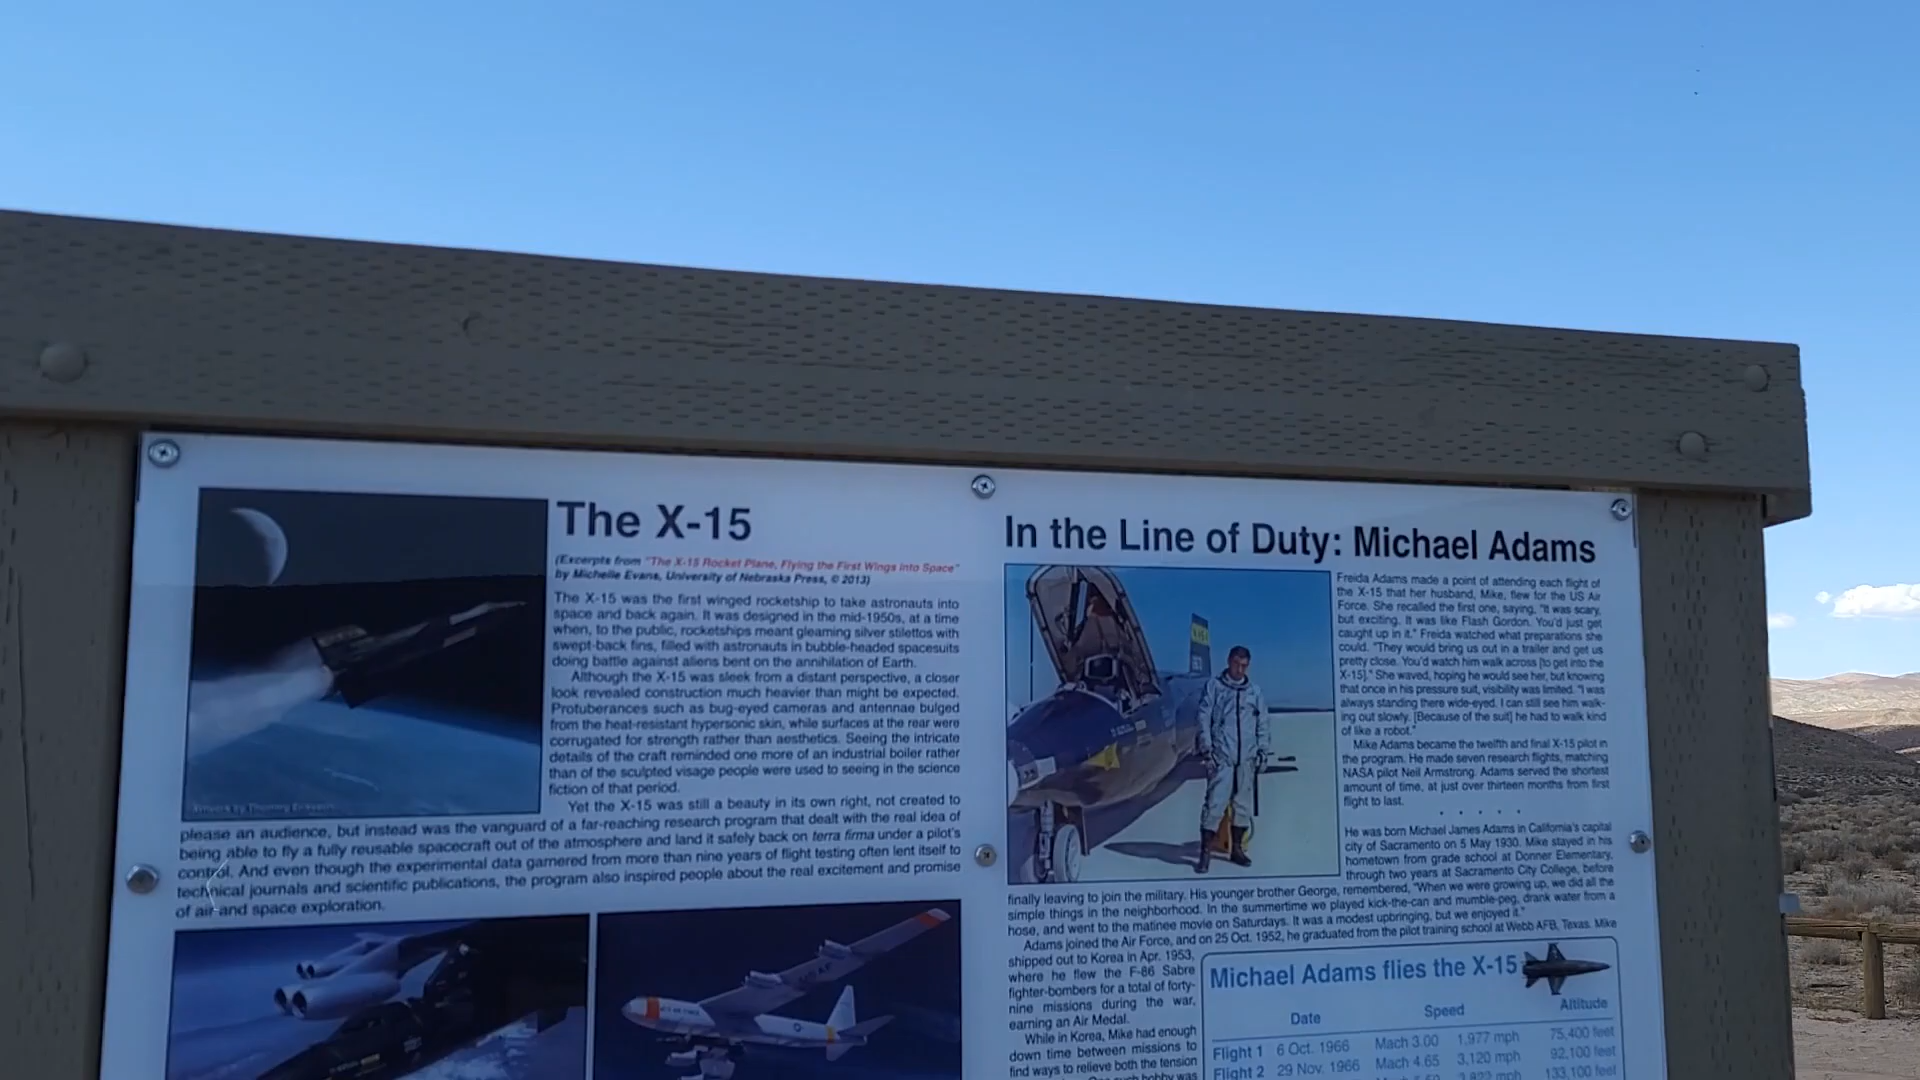 The X-15
(Excerpts from "The X-15 Rocket Plane, Flying the First Wings into Space"
by Michelle Evans, University of Nebraska Press, © 2013)
The X-15 was the first winged rocketship to take astronauts into
space and back again. It was designed in the mid-1950s, at a time
when, to the public, rocketships meant gleaming silver stilettos with
swept-back fins, filled with astronauts in bubble-headed spacesuits
doing battle against aliens bent on the annihilation of Earth.
Although the X-15 was sleek from a distant perspective, a closer
look revealed construction much heavier than might be expected.
Protuberances such as bug-eyed cameras and antennae bulged
from the heat-resistant hypersonic skin, while surfaces at the rear were
corrugated for strength rather than aesthetics. Seeing the intricate
details of the craft reminded one more of an industrial boiler rather
than of the sculpted visage people were used to seeing in the science
fiction of that period.
Yet the X-15 was still a beauty in its own right, not created to
please an audience, but instead was the vanguard of a far-reaching research program that dealt with the real idea of
being able to fly a fully reusable spacecraft out of the atmosphere and land it safely back on terra firma under a pilot's
control. And even though the experimental data garnered from more than nine years of flight testing often lent itself to
technical journals and scientific publications, the program also inspired people about the real excitement and promise
of air and space exploration.
In the Line of Duty: Michael Adams
Freida Adams made a point of attending each flight of
the X-15 that her husband, Mike, flew for the US Air
Force. She recalled the first one, saying, "It was scary,
but exciting. It was like Flash Gordon. You'd just get
caught up in it." Freida watched what preparations she
could. "They would bring us out in a trailer and get us
pretty close. You'd watch him walk across [to get into the
X-15]." She waved, hoping he would see her, but knowing
that once in his pressure suit, visibility was limited. "I was
always standing there wide-eyed. I can still see him walk-
ing out slowly. [Because of the suit] he had to walk kind
of like a robot."
Mike Adams became the twelfth and final X-15 pilot in
the program. He made seven research flights, matching
NASA pilot Neil Armstrong. Adams served the shortest
amount of time, at just over thirteen months from first
flight to last.
He was born Michael James Adams in California's capital
city of Sacramento on 5 May 1930. Mike stayed in his
hometown from grade school at Donner Elementary,
through two years at Sacramento City College, before
finally leaving to join the military. His younger brother George, remembered, "When we were growing up, we did all the
simple things in the neighborhood. In the summertime we played kick-the-can and mumble-peg, drank water from a
hose, and went to the matinee movie on Saturdays. It was a modest upbringing, but we enjoyed it."
Adams joined the Air Force, and on 25 Oct. 1952, he graduated from the pilot training school at Webb AFB, Texas. Mike
shipped out to Korea in Apr. 1953,
where he flew the F-86 Sabre
fighter-bombers for a total of forty-
nine missions during the war,
earning an Air Medal.
While in Korea, Mike had enough
down time between missions to
find ways to relieve both the tension
Michael Adams flies the X-15
Date Speed Altitude
Flight 1 6 Oct. 1966 Mach 3.00 1,977 mph 75,400 feet
Flight 2 29 Nov. 1966 Mach 4.65 3,120 mph 92,100 feet
133,100 feet